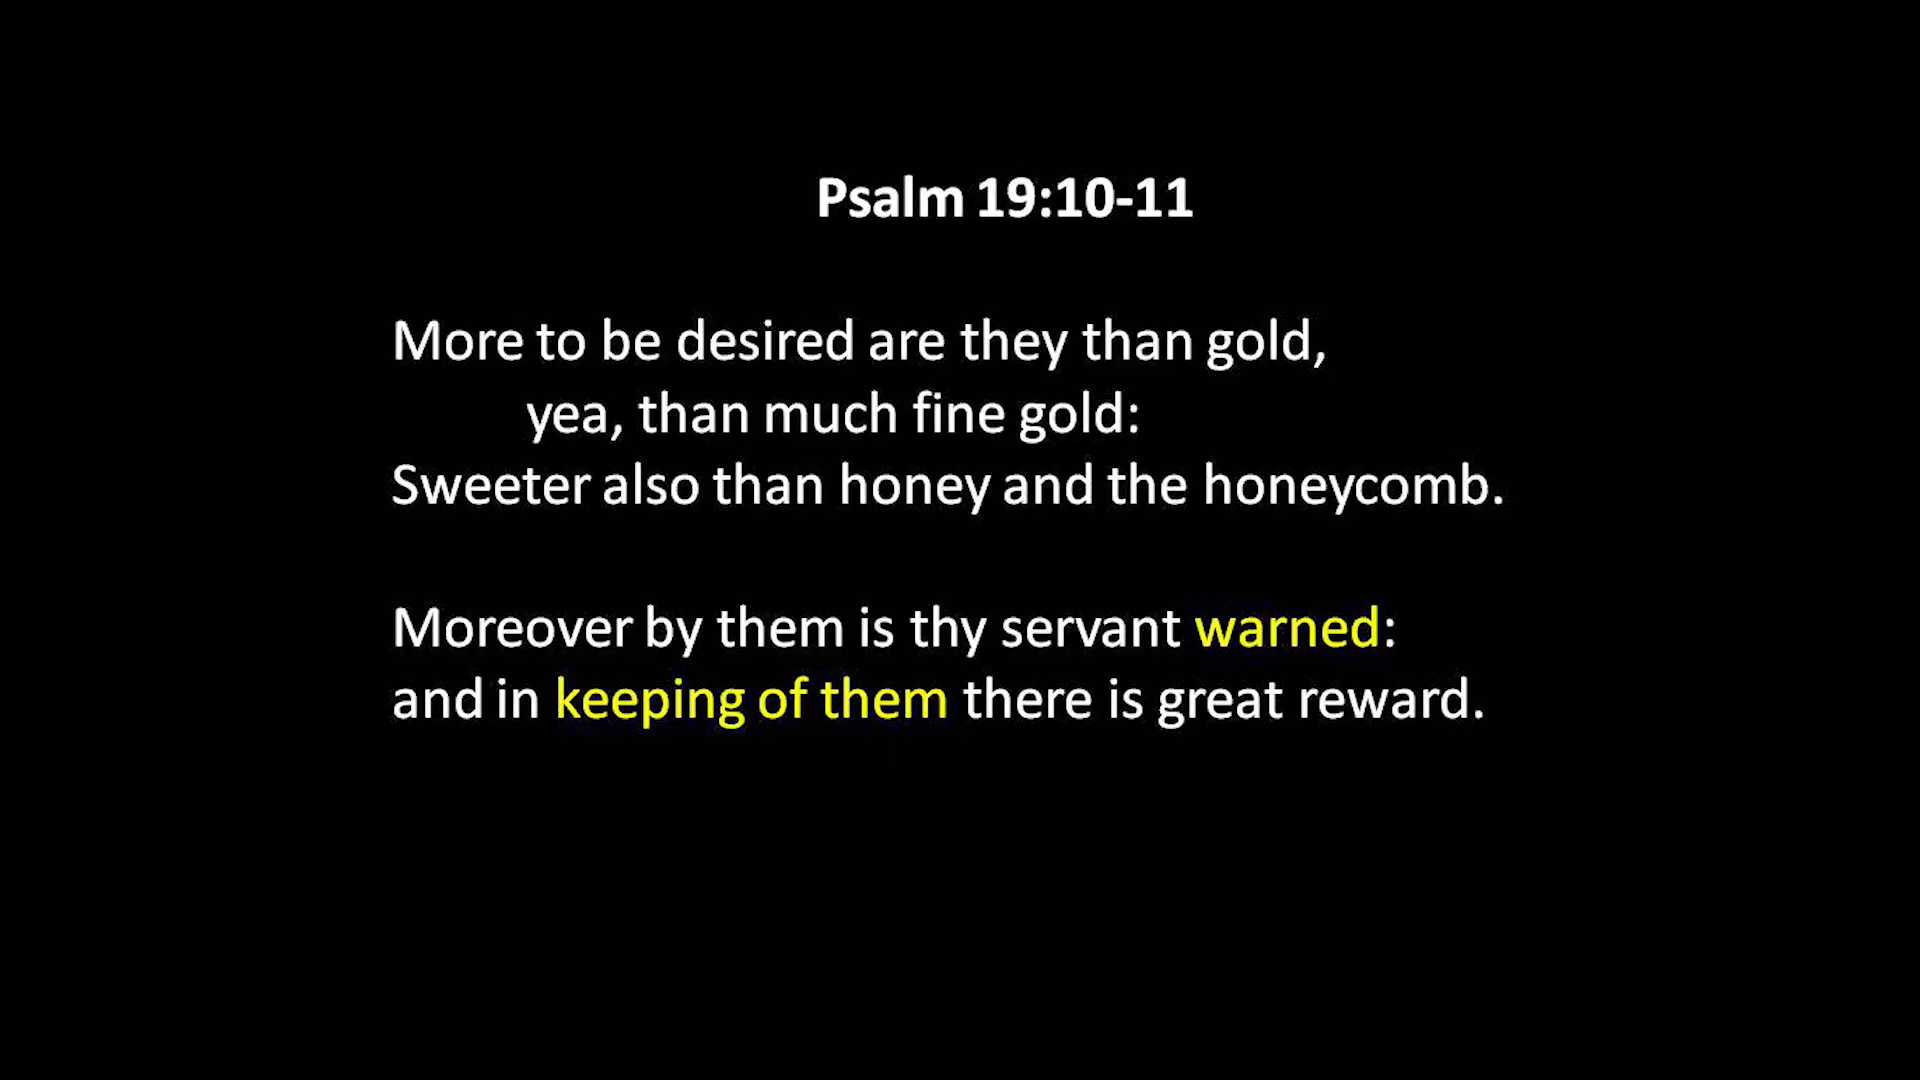 Psalm 19:10-11
More to be desired are they than gold,
yea, than much fine gold:
Sweeter also than honey and the honeycomb.
Moreover by them is thy servant warned:
and in keeping of them there is great reward.